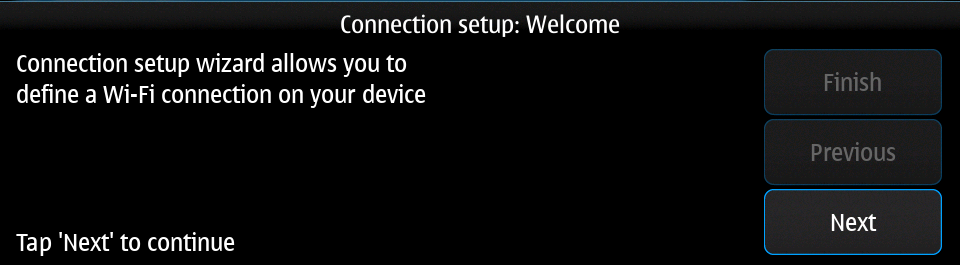 Connection setup: Welcome
Connection setup wizard allows you to
define a Wi-Fi connection on your device
Finish
Previous
Next
Tap 'Next' to continue